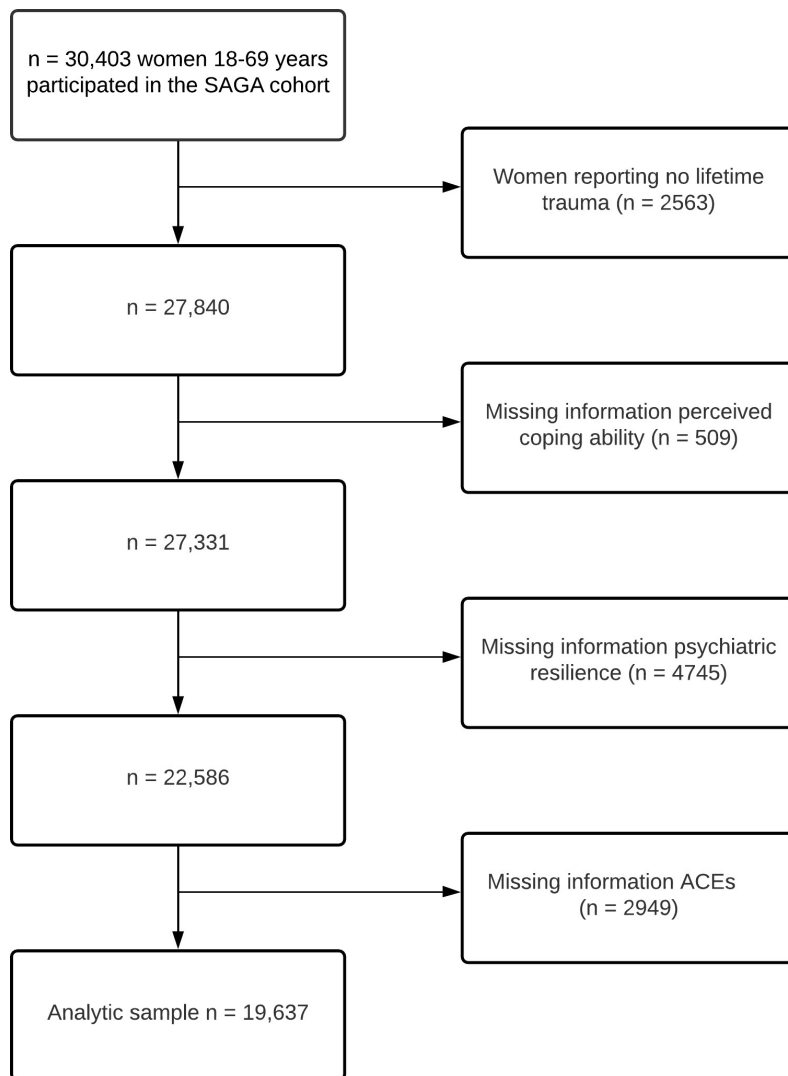 n = 30,403 women 18-69 years
participated in the SAGA cohort
Women reporting no lifetime
trauma (n = 2563)
n = 27,840
Missing information perceived
coping ability (n = 509)
n = 27,331
Missing information psychiatric
resilience (n = 4745)
n = 22,586
Missing information ACEs
(n = 2949)
Analytic sample n = 19,637